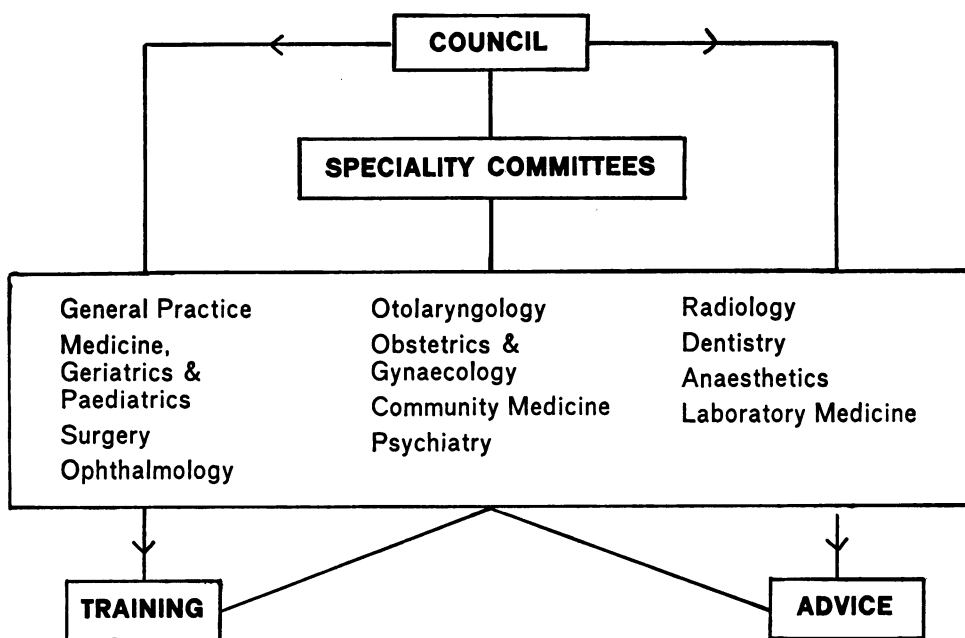 COUNCIL
SPECIALITY COMMITTEES
General Practice
Medicine,
Geriatrics &
Paediatrics
Surgery
Ophthalmology
Otolaryngology
Obstetrics &
Gynaecology
Community Medicine
Psychiatry
Radiology
Dentistry
Anaesthetics
Laboratory Medicine
TRAINING
ADVICE